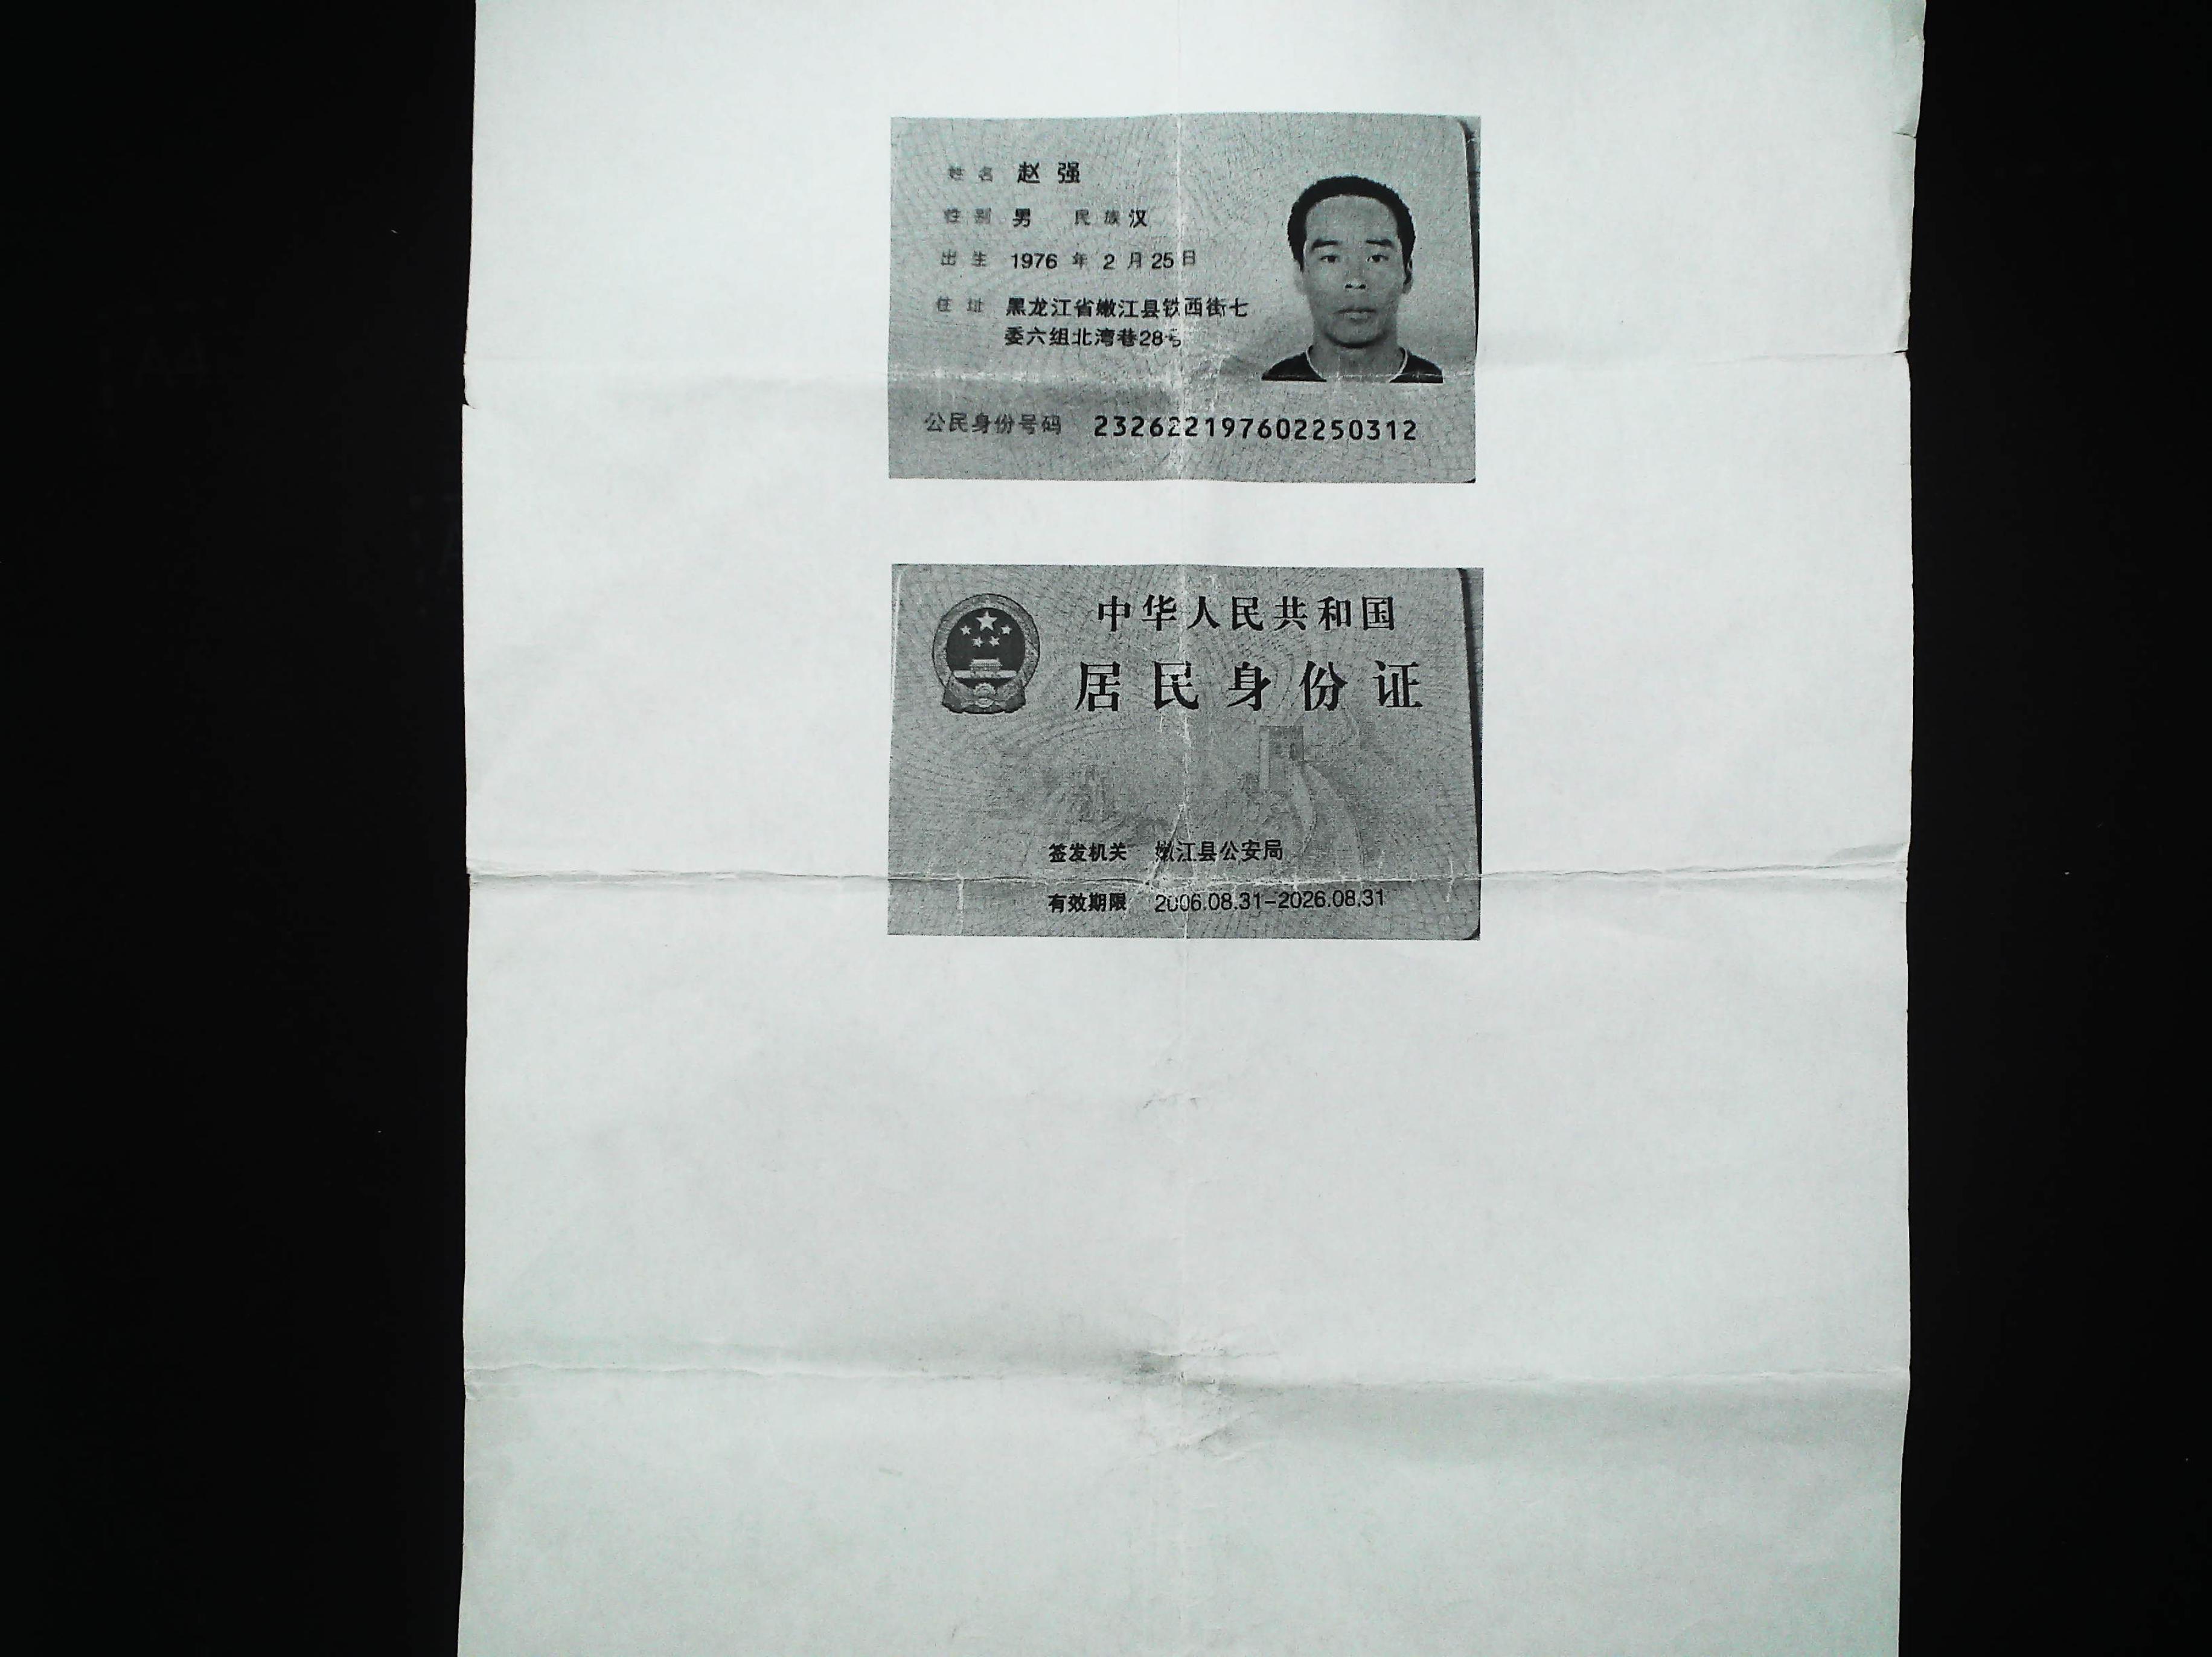 姓名 赵强
性别 男 民族 汉
出生 1976 年 2 月 25 日
住址 黑龙江省嫩江县铁西街七
委六组北湾巷28号
公民身份号码 232622197602250312
中华人民共和国
居民身份证
签发机关 嫩江县公安局
有效期限 2006.08.31-2026.08.31